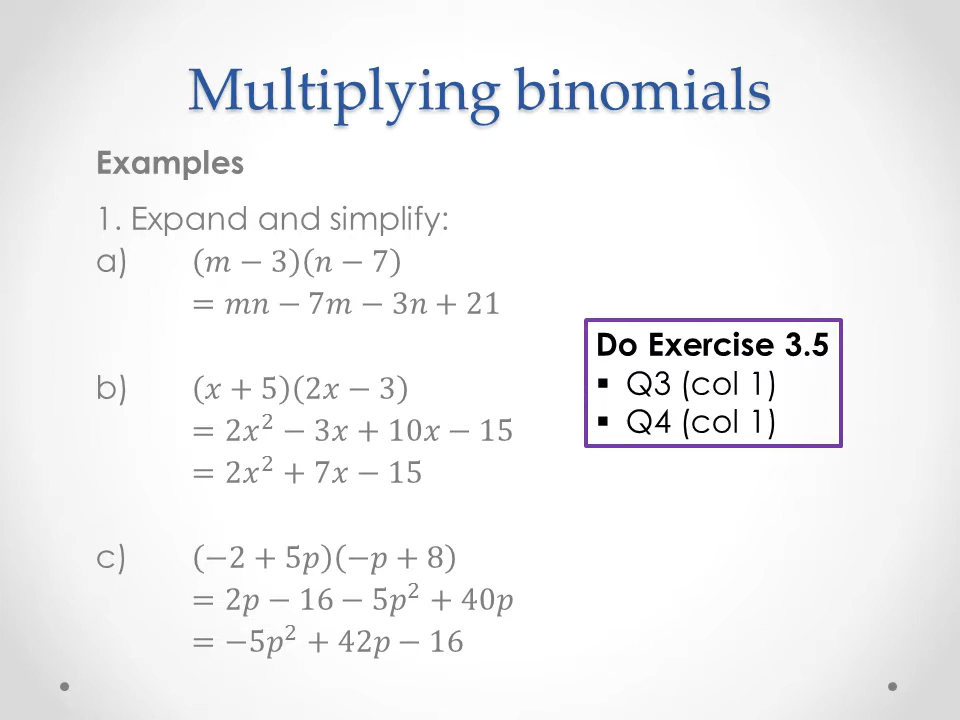 Multiplying binomials
Examples
1. Expand and simplify:
a) (m − 3)(n − 7)
= mn − 7m − 3n + 21
b) (x + 5)(2x − 3)
= 2x² − 3x + 10x − 15
= 2x² + 7x − 15
c) (−2 + 5p)(−p + 8)
= 2p − 16 − 5p² + 40p
= −5p² + 42p − 16
Do Exercise 3.5
▪ Q3 (col 1)
▪ Q4 (col 1)